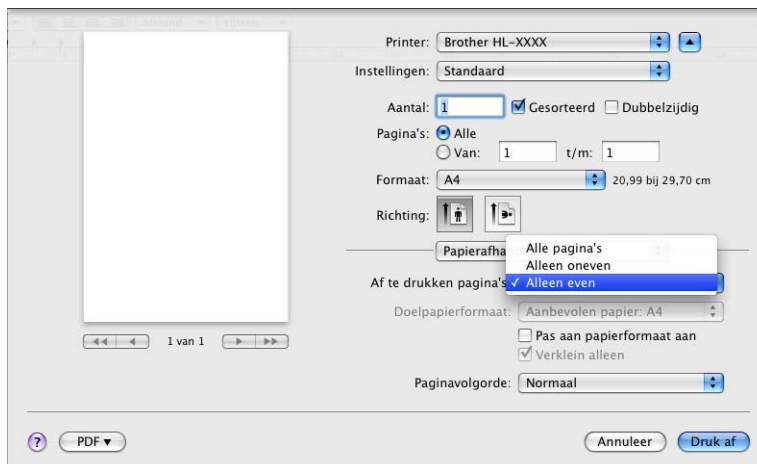 Printer: Brother HL-XXXX
Instellingen: Standaard
Aantal: 1 Gesorteerd Dubbelzijdig
Pagina's: Alle
Van: 1 t/m: 1
Formaat: A4 20,99 bij 29,70 cm
Richting:
Alle pagina's
Alleen oneven
Af te drukken pagina's ✓ Alleen even
Doelpapierformaat: Aanbevolen papier: A4
Pas aan papierformaat aan
Verklein alleen
Paginavolgorde: Normaal
1 van 1
? PDF ▼ Annuleer Druk af